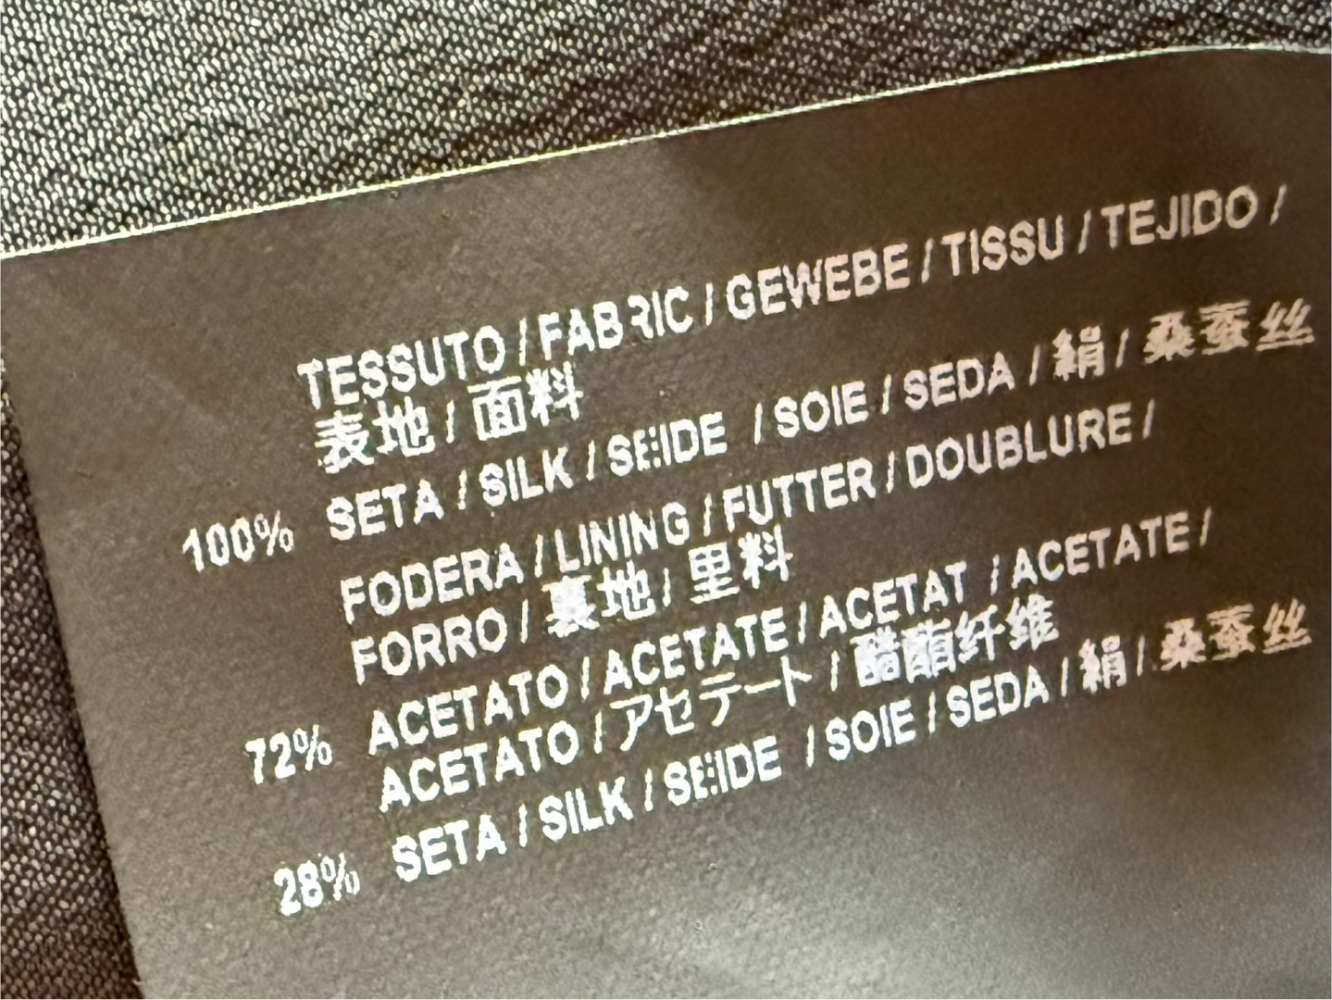 TESSUTO / FABRIC / GEWEBE / TISSU / TEJIDO /
表地 / 面料
100% SETA / SILK / SEIDE / SOIE / SEDA / 絹 / 桑蚕丝
FODERA / LINING / FUTTER / DOUBLURE /
FORRO / 裏地 / 里料
72% ACETATO / ACETATE / ACETAT / ACETATE /
ACETATO / アセテート / 醋酯纤维
28% SETA / SILK / SEIDE / SOIE / SEDA / 絹 / 桑蚕丝